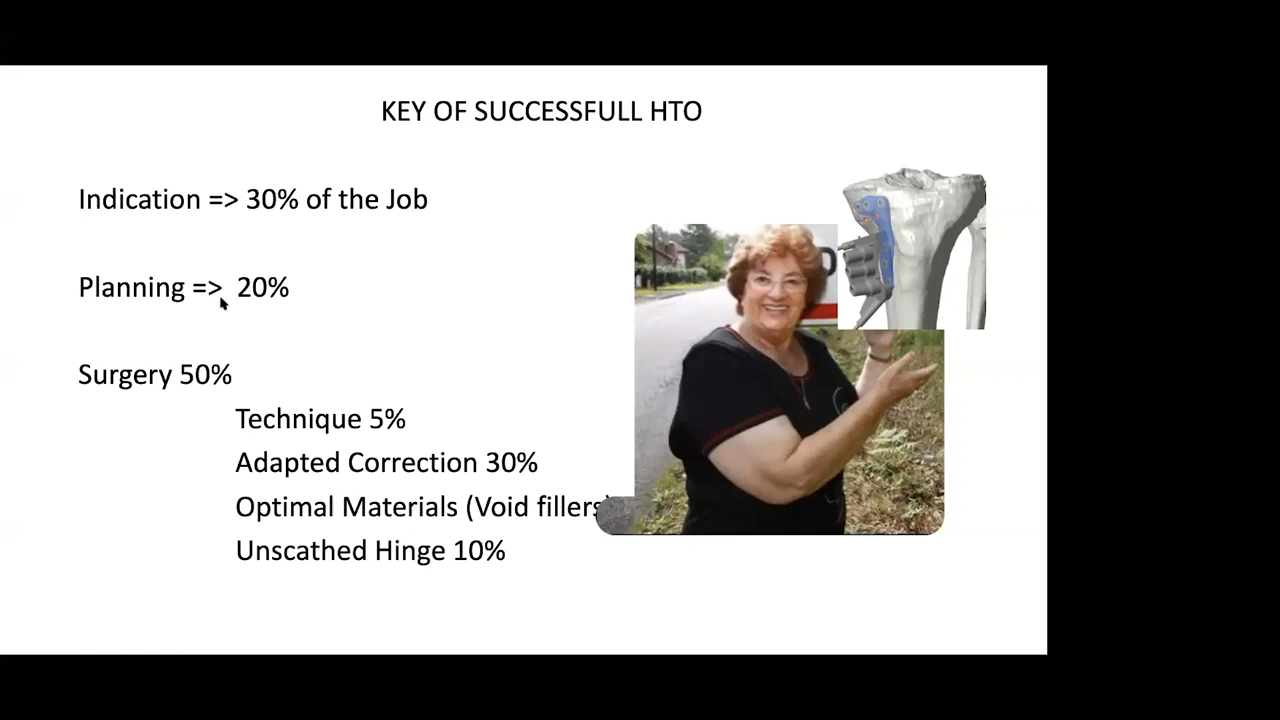 KEY OF SUCCESSFULL HTO
Indication => 30% of the Job
Planning => 20%
Surgery 50%
Technique 5%
Adapted Correction 30%
Optimal Materials (Void fillers)
Unscathed Hinge 10%